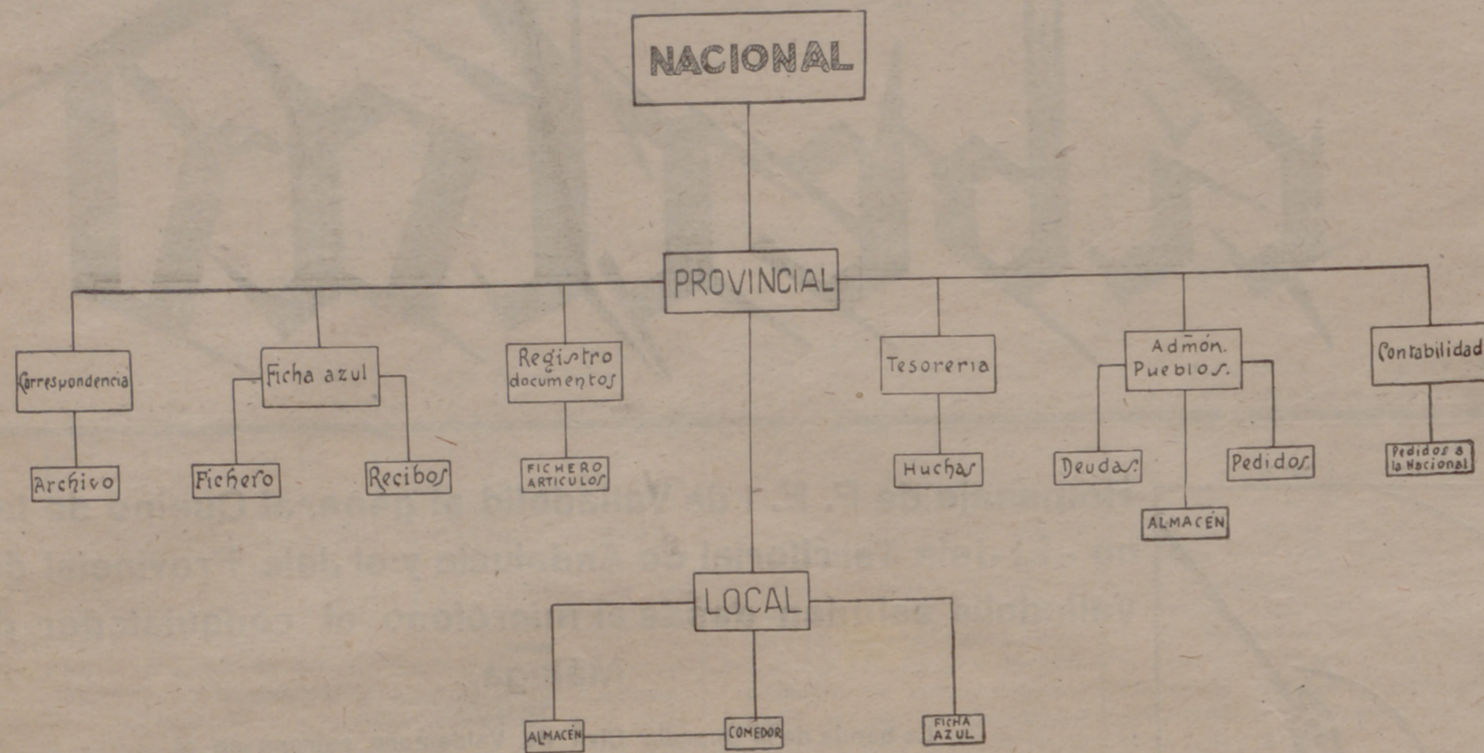 NACIONAL
PROVINCIAL
Correspondencia
Ficha azul
Registro
documentos
Tesoreria
Admón.
Pueblos.
Contabilidad
Archivo
Fichero
Recibos
FICHERO
ARTICULOS
Huchas
Deudas.
Pedidos
Pedidos a
la Nacional
ALMACÉN
LOCAL
ALMACÉN
COMEDOR
FICHA
AZUL